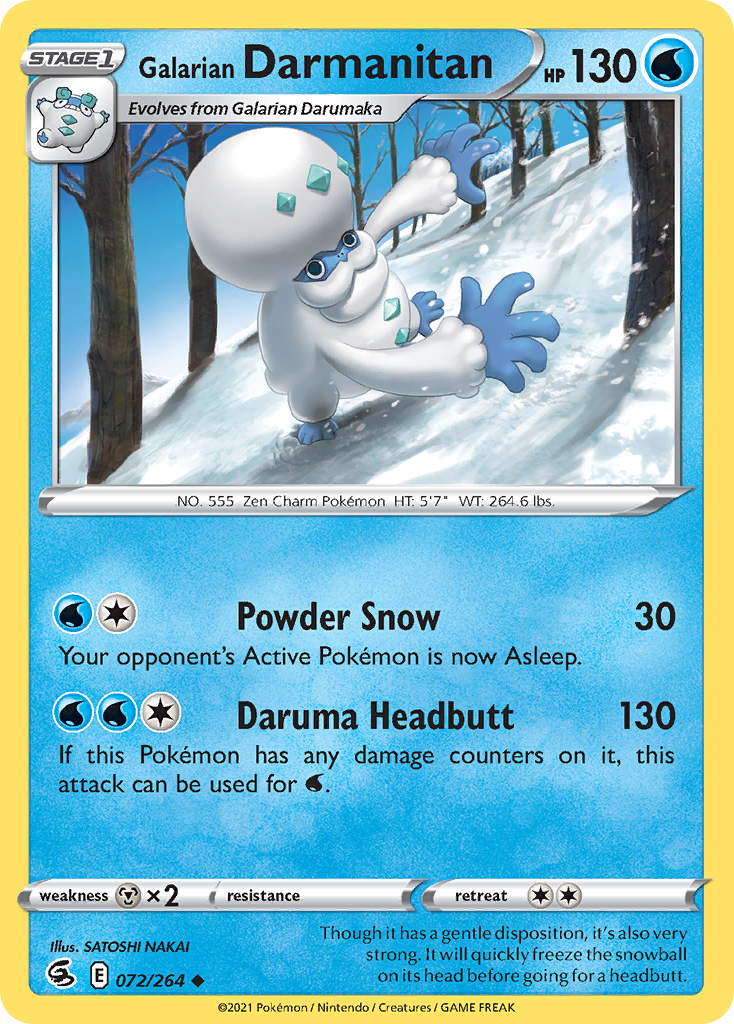 STAGE1
Galarian Darmanitan
HP 130
Evolves from Galarian Darumaka
NO. 555 Zen Charm Pokémon HT: 5'7" WT: 264.6 lbs.
Powder Snow 30
Your opponent's Active Pokémon is now Asleep.
Daruma Headbutt 130
If this Pokémon has any damage counters on it, this
attack can be used for .
weakness ×2 resistance retreat
Illus. SATOSHI NAKAI
E 072/264
Though it has a gentle disposition, it's also very
strong. It will quickly freeze the snowball
on its head before going for a headbutt.
©2021 Pokémon / Nintendo / Creatures / GAME FREAK